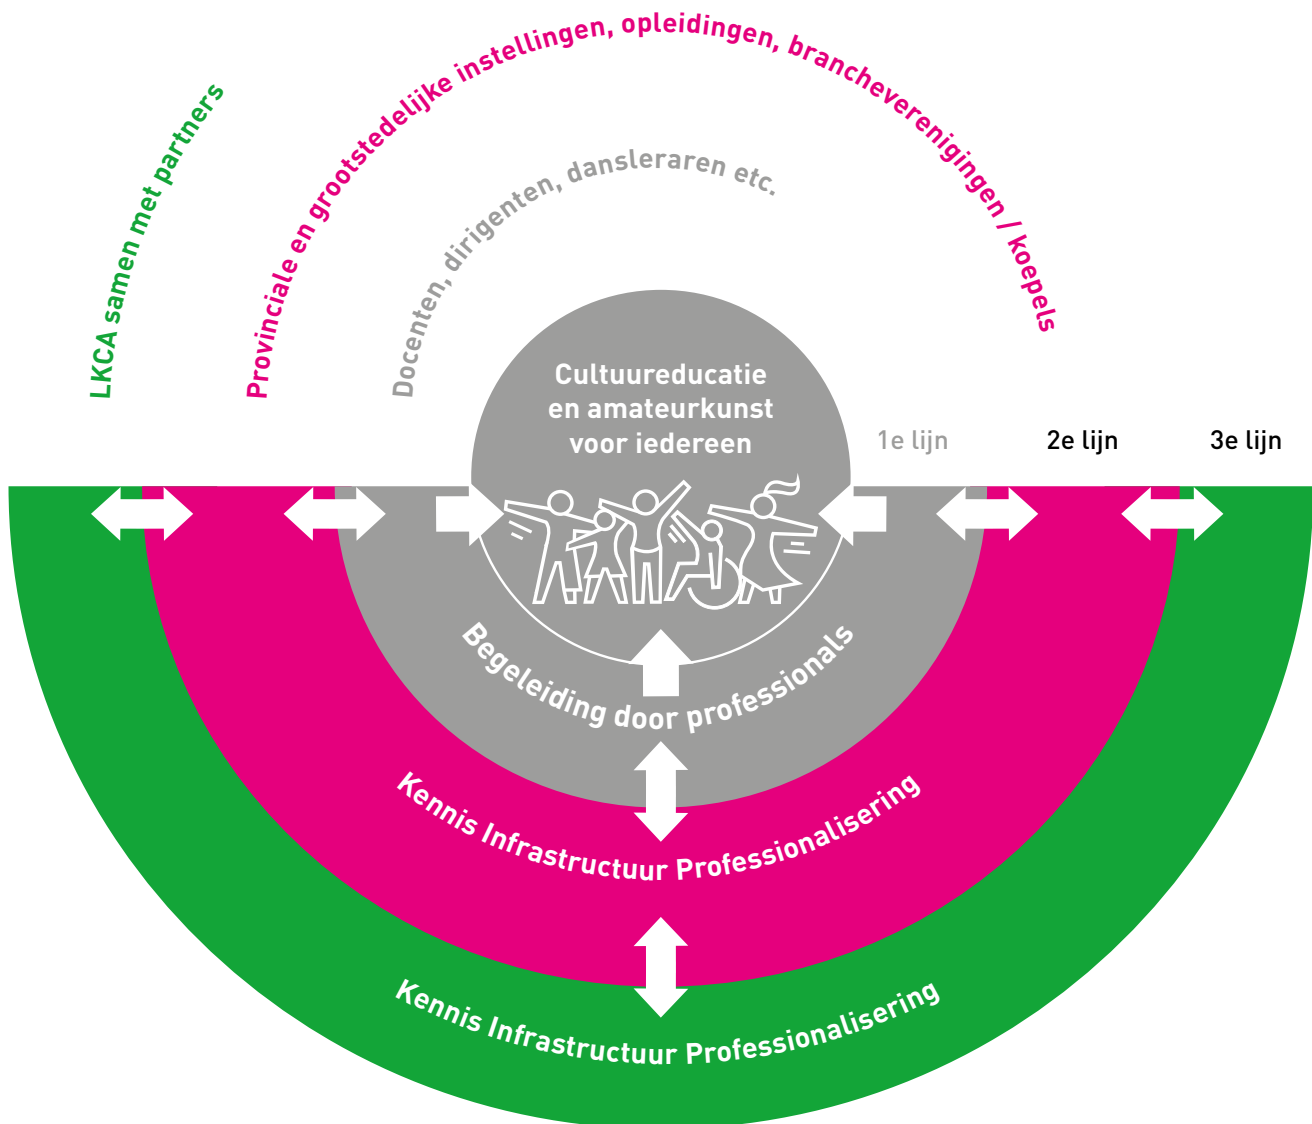 Provinciale en grootstedelijke instellingen, opleidingen, brancheverenigingen / koepels
LKCA samen met partners
Docenten, dirigenten, dansleraren etc.
Cultuureducatie
en amateurkunst
voor iedereen
1e lijn
2e lijn
3e lijn
Begeleiding door professionals
Kennis Infrastructuur Professionalisering
Kennis Infrastructuur Professionalisering